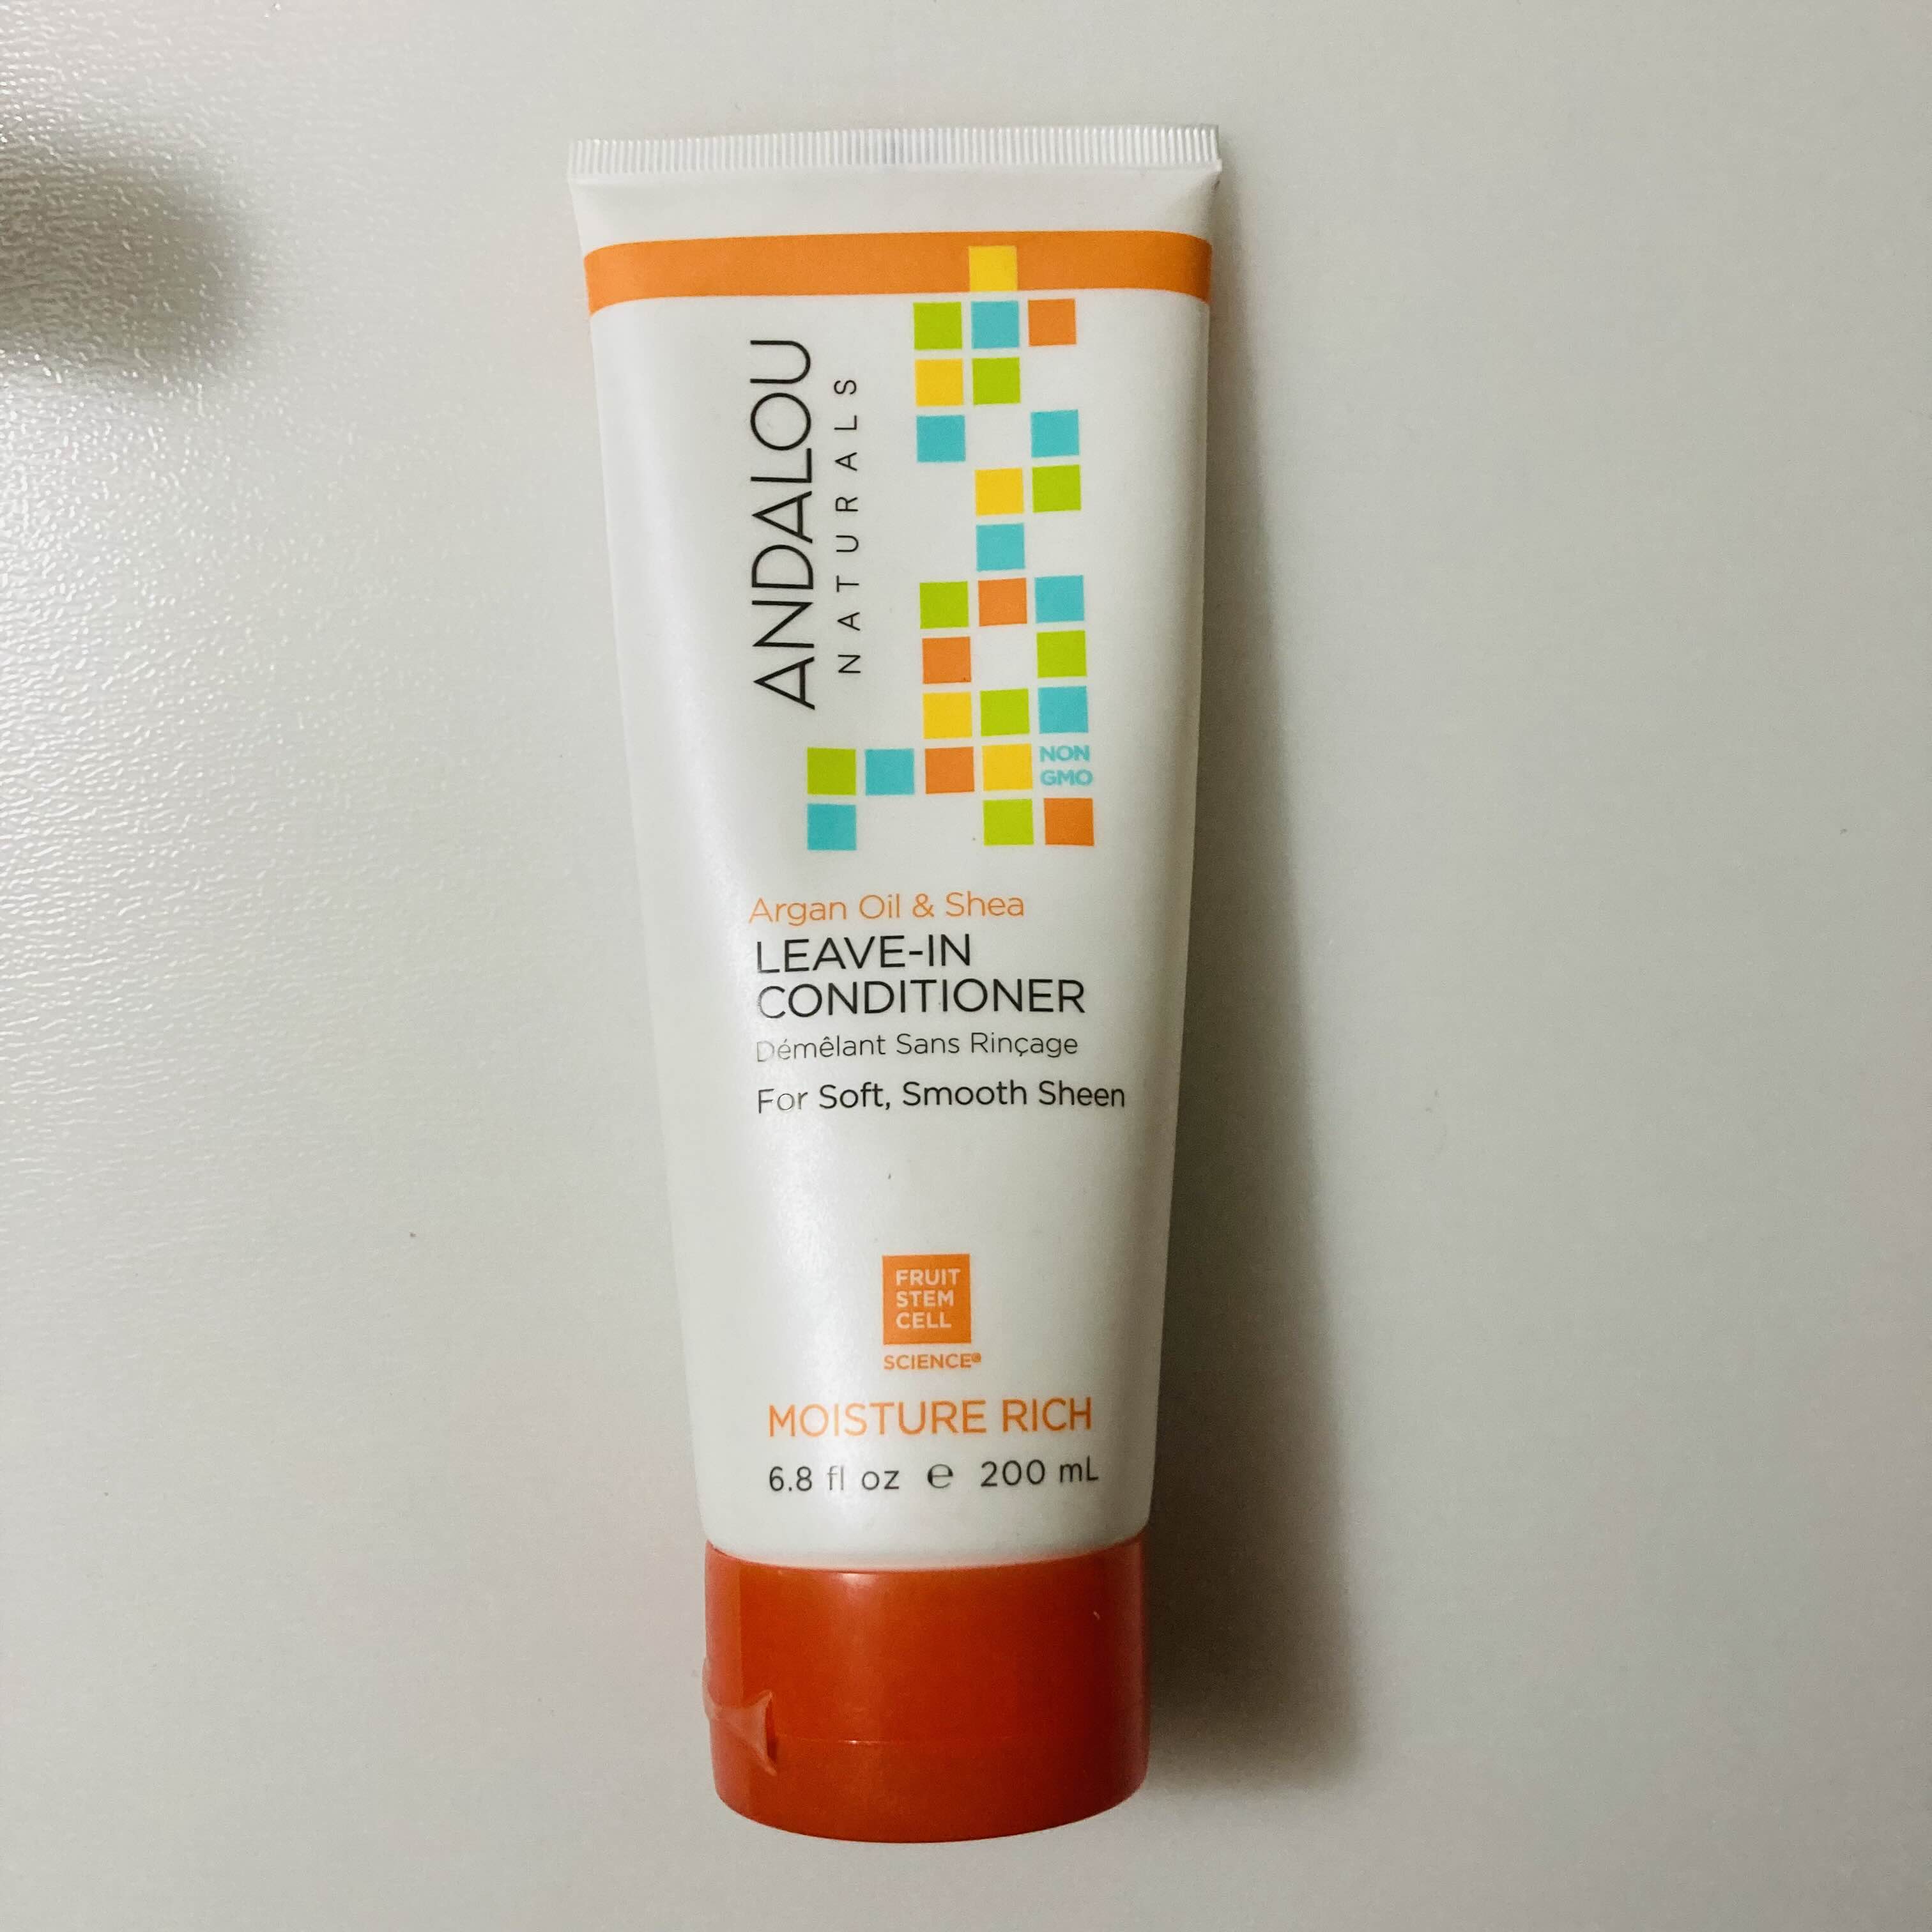 ANDALOU
NATURALS
NON
GMO
Argan Oil & Shea
LEAVE-IN
CONDITIONER
Démêlant Sans Rinçage
For Soft, Smooth Sheen
FRUIT
STEM
CELL
SCIENCE®
MOISTURE RICH
6.8 fl oz ℮ 200 mL